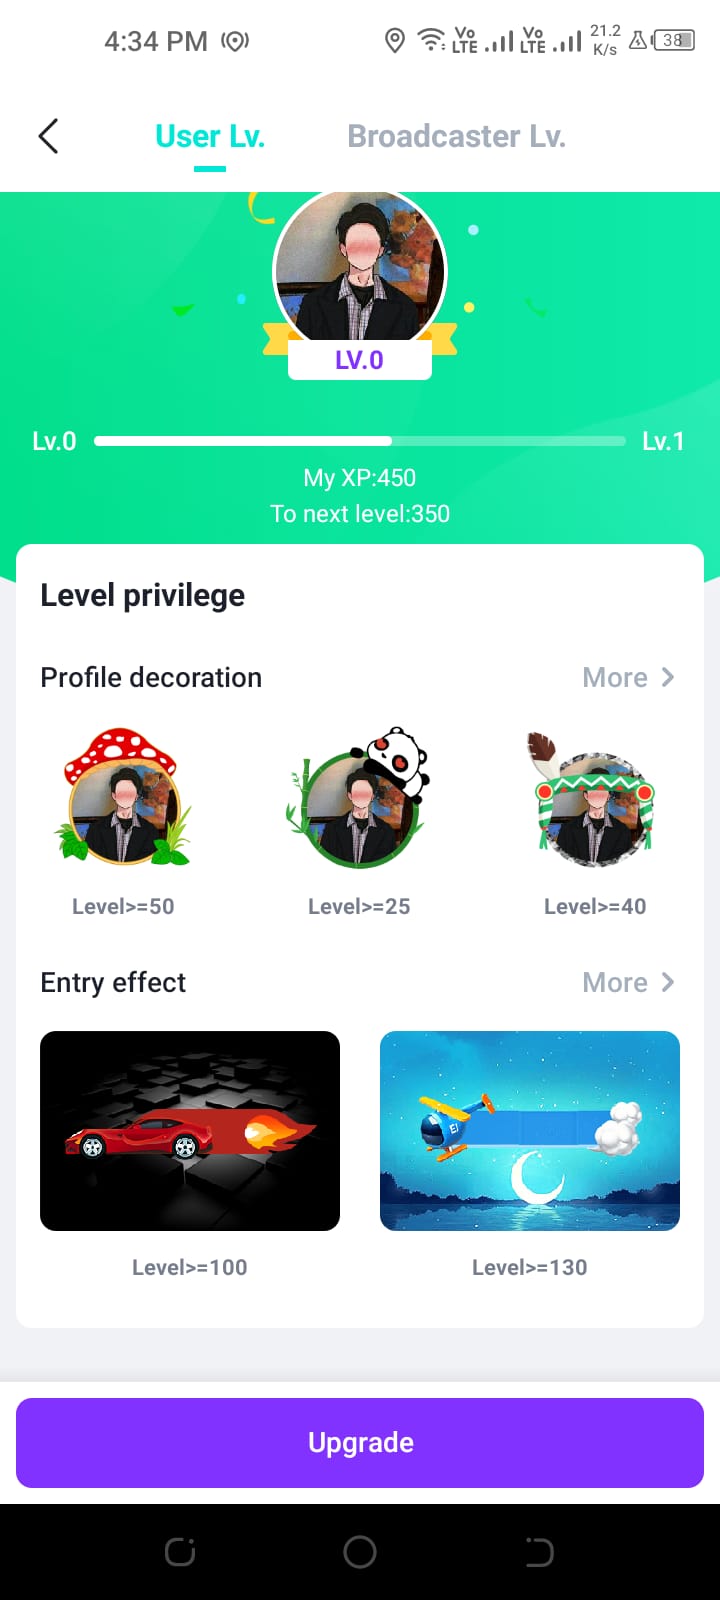 4:34 PM
Vo LTE
Vo LTE
21.2 K/s
38
User Lv.
Broadcaster Lv.
LV.0
Lv.0
Lv.1
My XP:450
To next level:350
Level privilege
Profile decoration
More
Level>=50
Level>=25
Level>=40
Entry effect
More
Level>=100
Level>=130
Upgrade